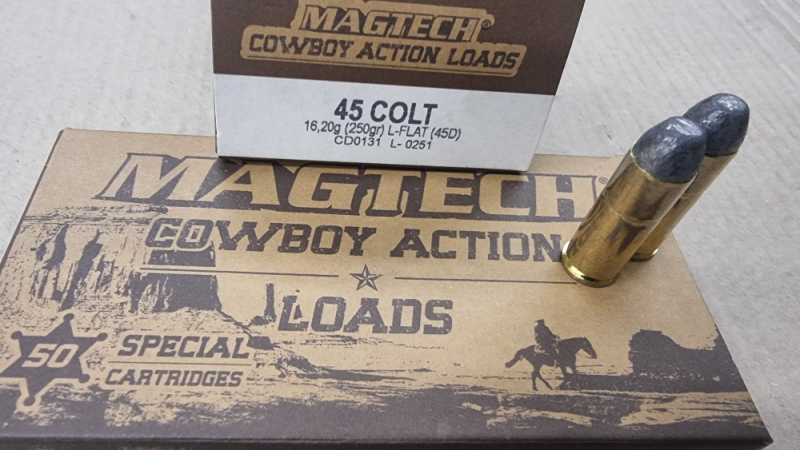 MAGTECH®
COWBOY ACTION LOADS
45 COLT
16,20g (250gr) L-FLAT (45D)
CD0131 L- 0251
MAGTECH®
COWBOY ACTION
LOADS
50
SPECIAL
CARTRIDGES